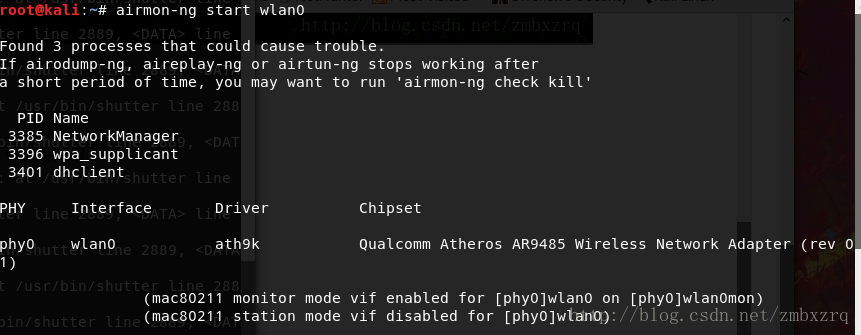 root@kali:~# airmon-ng start wlan0
http://blog.csdn.net/zmbxzrq
Found 3 processes that could cause trouble.
If airodump-ng, aireplay-ng or airtun-ng stops working after
a short period of time, you may want to run 'airmon-ng check kill'
PID Name
3385 NetworkManager
3396 wpa_supplicant
3401 dhclient
PHY Interface Driver Chipset
phy0 wlan0 ath9k Qualcomm Atheros AR9485 Wireless Network Adapter (rev 0
1)
(mac80211 monitor mode vif enabled for [phy0]wlan0 on [phy0]wlan0mon)
(mac80211 station mode vif disabled for [phy0]wlan0)
http://blog.csdn.net/zmbxzrq